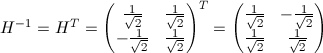 $H^{-1} = H^T = \begin{pmatrix} \frac{1}{\sqrt{2}} & \frac{1}{\sqrt{2}} \\ -\frac{1}{\sqrt{2}} & \frac{1}{\sqrt{2}} \end{pmatrix}^T = \begin{pmatrix} \frac{1}{\sqrt{2}} & -\frac{1}{\sqrt{2}} \\ \frac{1}{\sqrt{2}} & \frac{1}{\sqrt{2}} \end{pmatrix}$